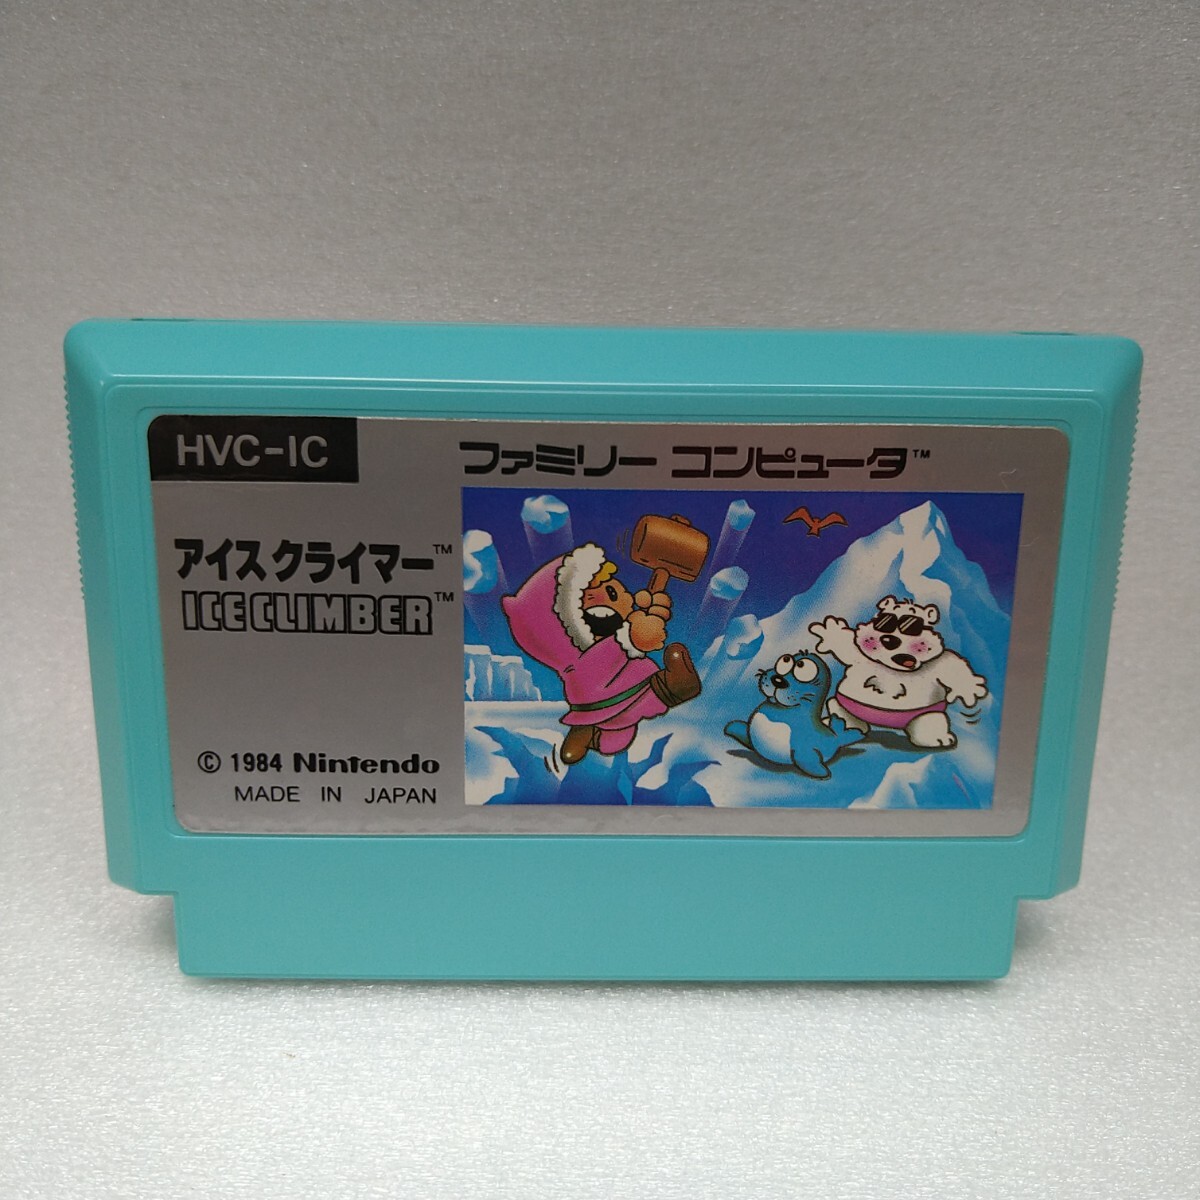 HVC-IC
ファミリー コンピュータ™
アイスクライマー™
ICE CLIMBER™
© 1984 Nintendo
MADE IN JAPAN